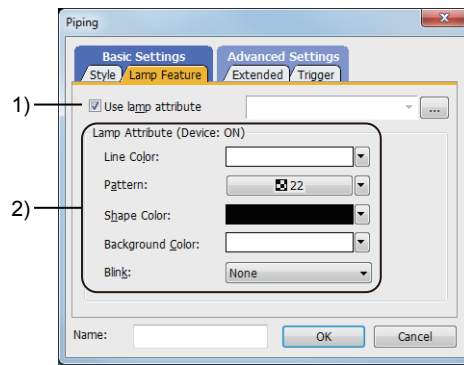 Piping
x
Basic Settings Advanced Settings
Style Lamp Feature Extended Trigger
1) Use lamp attribute ...
Lamp Attribute (Device: ON)
Line Color:
Pattern: 22
2) Shape Color:
Background Color:
Blink: None
Name: OK Cancel